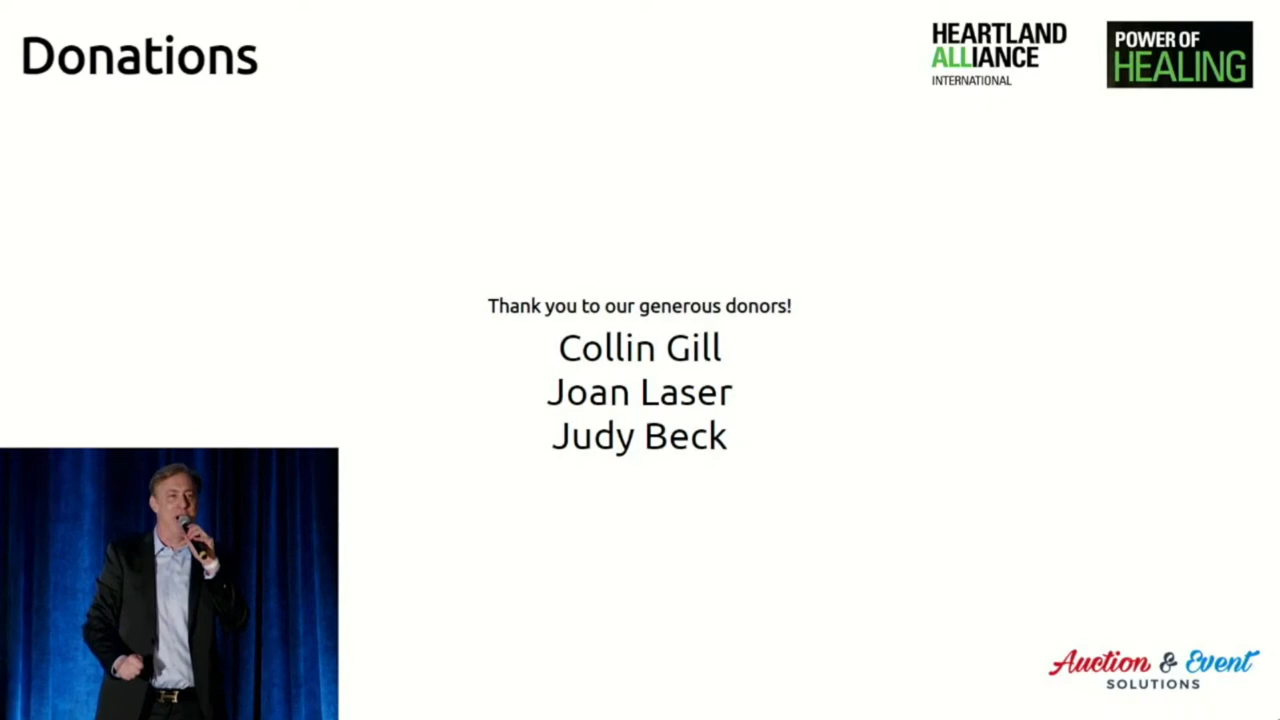 Donations
HEARTLAND
ALLIANCE
INTERNATIONAL
POWER OF
HEALING
Thank you to our generous donors!
Collin Gill
Joan Laser
Judy Beck
Auction & Event
SOLUTIONS